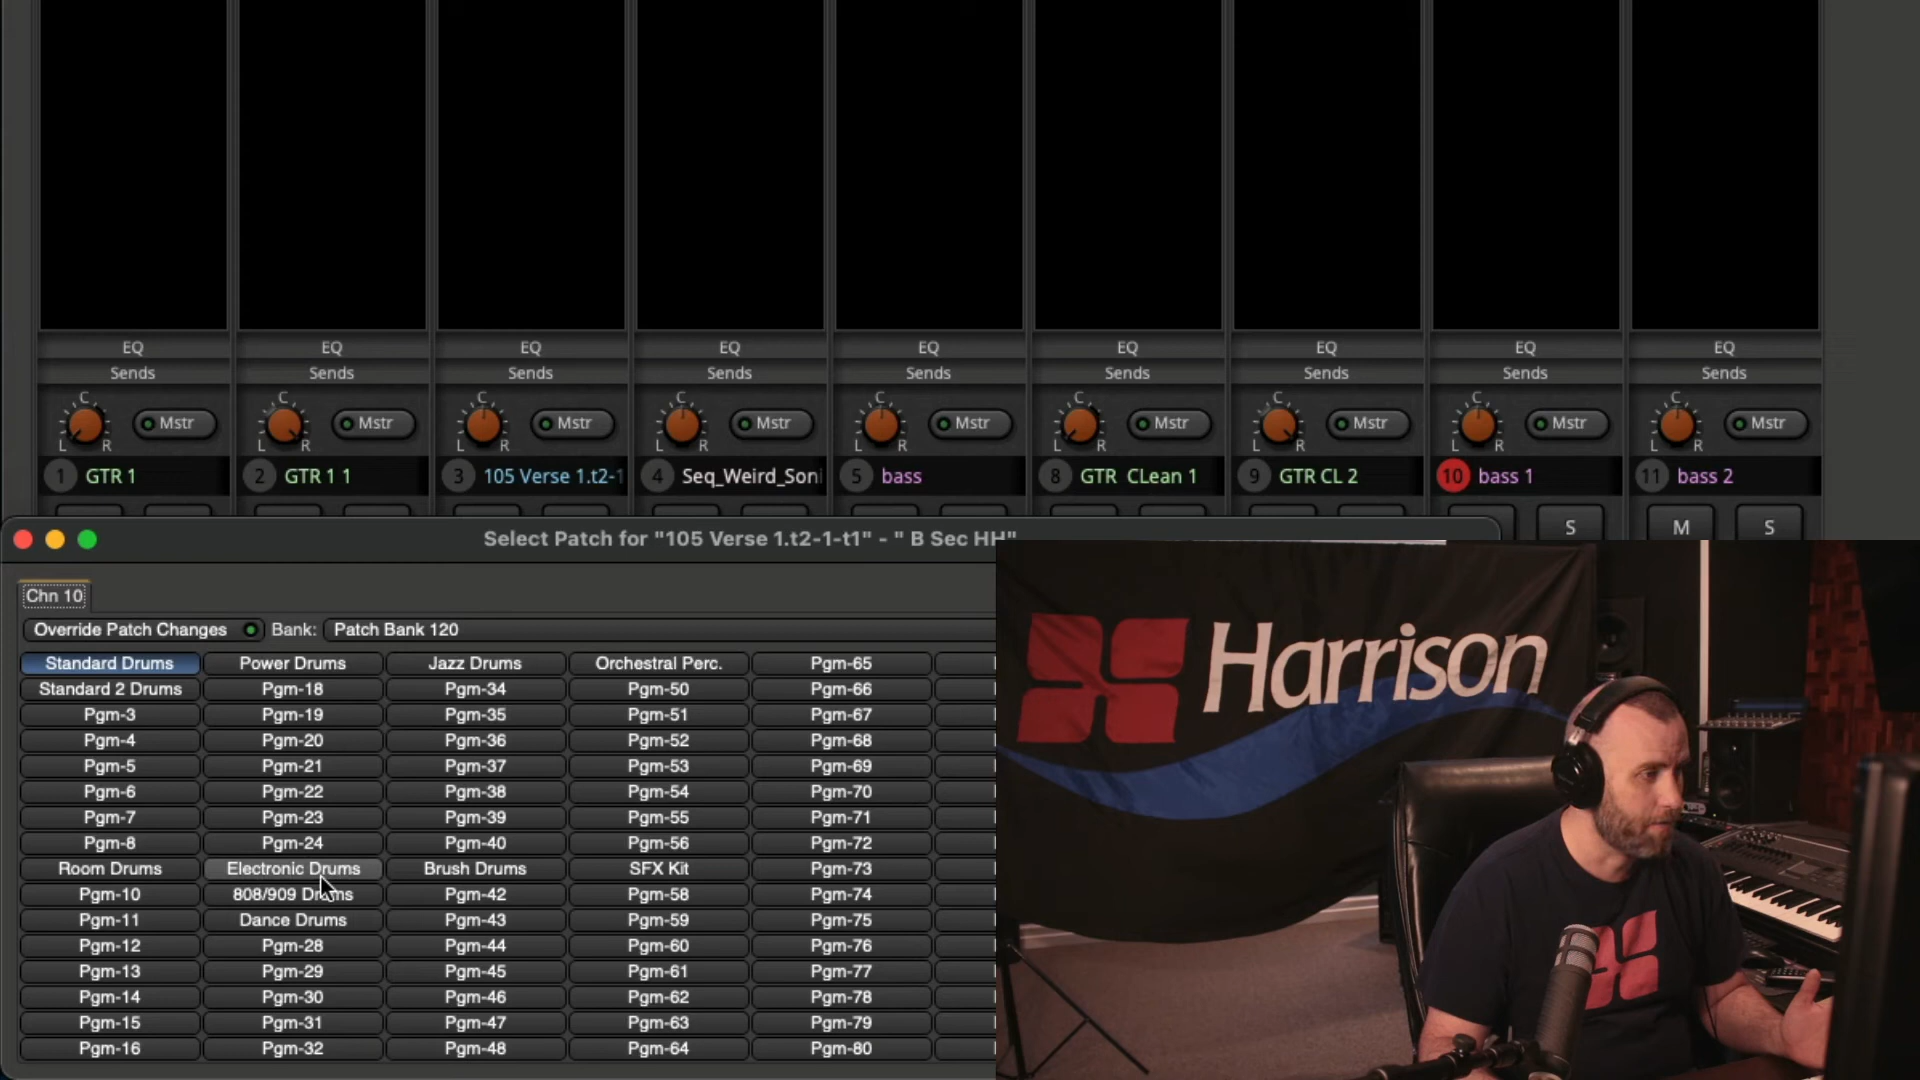 EQ EQ EQ EQ EQ EQ EQ EQ EQ
Sends Sends Sends Sends Sends Sends Sends Sends Sends
C C C C C C C C C
Mstr Mstr Mstr Mstr Mstr Mstr Mstr Mstr Mstr
L R L R L R L R L R L R L R L R L R
1 GTR 1 2 GTR 1 1 3 105 Verse 1.t2-1 4 Seq_Weird_Soni 5 bass 8 GTR CLean 1 9 GTR CL 2 10 bass 1 11 bass 2
S M S
Select Patch for "105 Verse 1.t2-1-t1" - " B Sec HH"
Chn 10
Override Patch Changes Bank: Patch Bank 120
Standard Drums Power Drums Jazz Drums Orchestral Perc. Pgm-65
Standard 2 Drums Pgm-18 Pgm-34 Pgm-50 Pgm-66
Pgm-3 Pgm-19 Pgm-35 Pgm-51 Pgm-67
Pgm-4 Pgm-20 Pgm-36 Pgm-52 Pgm-68
Pgm-5 Pgm-21 Pgm-37 Pgm-53 Pgm-69
Pgm-6 Pgm-22 Pgm-38 Pgm-54 Pgm-70
Pgm-7 Pgm-23 Pgm-39 Pgm-55 Pgm-71
Pgm-8 Pgm-24 Pgm-40 Pgm-56 Pgm-72
Room Drums Electronic Drums Brush Drums SFX Kit Pgm-73
Pgm-10 808/909 Drums Pgm-42 Pgm-58 Pgm-74
Pgm-11 Dance Drums Pgm-43 Pgm-59 Pgm-75
Pgm-12 Pgm-28 Pgm-44 Pgm-60 Pgm-76
Pgm-13 Pgm-29 Pgm-45 Pgm-61 Pgm-77
Pgm-14 Pgm-30 Pgm-46 Pgm-62 Pgm-78
Pgm-15 Pgm-31 Pgm-47 Pgm-63 Pgm-79
Pgm-16 Pgm-32 Pgm-48 Pgm-64 Pgm-80
Harrison